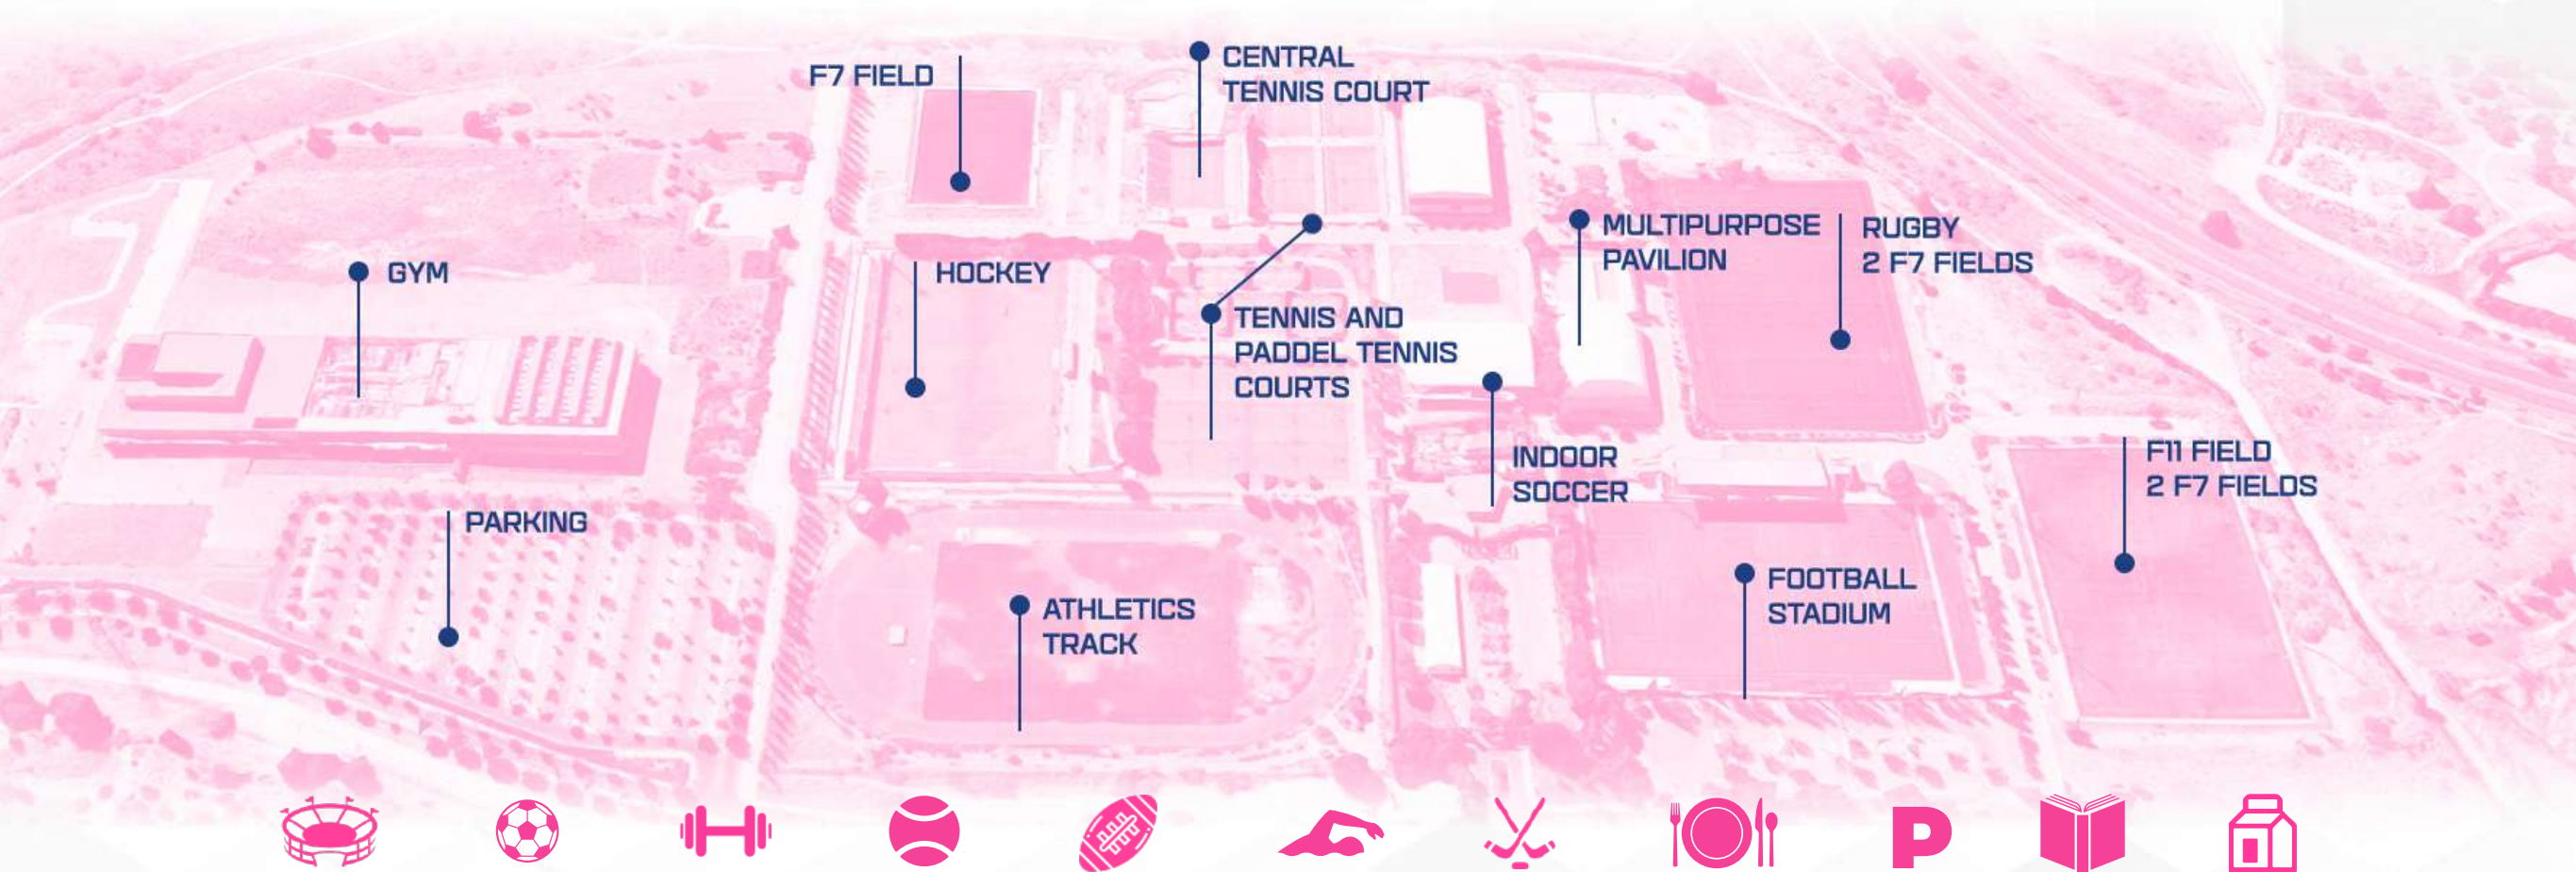 F7 FIELD
CENTRAL
TENNIS COURT
GYM
HOCKEY
MULTIPURPOSE
PAVILION
RUGBY
2 F7 FIELDS
TENNIS AND
PADDEL TENNIS
COURTS
INDOOR
SOCCER
F11 FIELD
2 F7 FIELDS
PARKING
ATHLETICS
TRACK
FOOTBALL
STADIUM
P